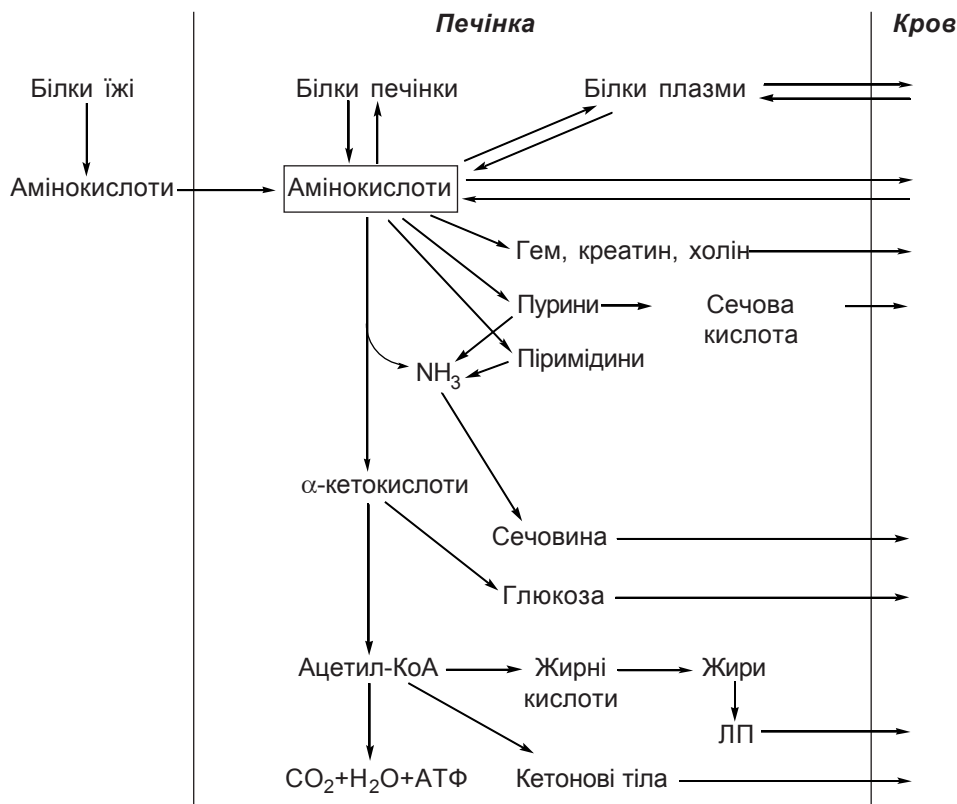 Печінка
Кров
Білки їжі
Білки печінки
Білки плазми
Амінокислоти
Амінокислоти
Гем, креатин, холін
Пурини
Сечова
кислота
Піримідини
NH₃
α-кетокислоти
Сечовина
Глюкоза
Ацетил-КоА
Жирні
кислоти
Жири
ЛП
CO₂+H₂O+АТФ
Кетонові тіла